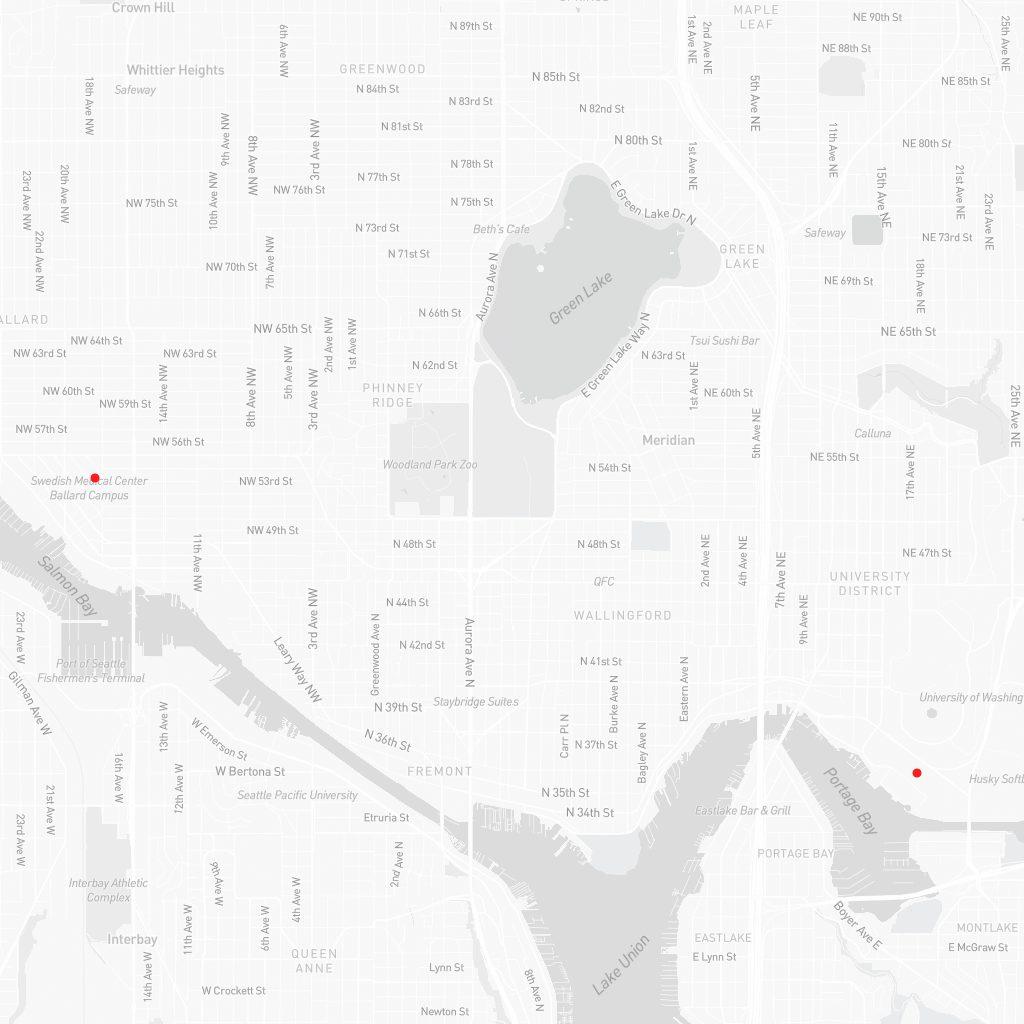 Crown Hill
MAPLE
LEAF
NE 90th St
25th Ave NE
1st Ave NE
2nd Ave NE
N 89th St
6th Ave NW
NE 88th St
Whittier Heights
GREENWOOD
N 85th St
NE 85th St
Safeway
18th Ave NW
N 84th St
N 83rd St
N 82nd St
5th Ave NE
N 81st St
N 80th St
NE 80th St
9th Ave NW
8th Ave NW
3rd Ave NW
11th Ave NE
1st Ave NE
N 78th St
N 77th St
15th Ave NE
21st Ave NE
23rd Ave NW
20th Ave NW
10th Ave NW
NW 76th St
NW 75th St
N 75th St
E Green Lake Dr N
23rd Ave NE
N 73rd St
Beth's Cafe
Safeway
NE 73rd St
22nd Ave NW
7th Ave NW
N 71st St
GREEN
LAKE
NW 70th St
Aurora Ave N
Green Lake
NE 69th St
18th Ave NE
BALLARD
N 66th St
NW 65th St
NE 65th St
NW 64th St
NW 63rd St
NW 63rd St
2nd Ave NW
1st Ave NW
E Green Lake Way N
N 63rd St
Tsui Sushi Bar
N 62nd St
5th Ave NW
NW 60th St
14th Ave NW
8th Ave NW
3rd Ave NW
PHINNEY
RIDGE
1st Ave NE
NE 60th St
NW 59th St
25th Ave NE
NW 57th St
NW 56th St
Meridian
5th Ave NE
Calluna
NE 55th St
Woodland Park Zoo
N 54th St
17th Ave NE
Swedish Medical Center
Ballard Campus
NW 53rd St
NW 49th St
11th Ave NW
N 48th St
N 48th St
2nd Ave NE
4th Ave NE
NE 47th St
7th Ave NE
Salmon Bay
QFC
UNIVERSITY
DISTRICT
3rd Ave NW
N 44th St
WALLINGFORD
9th Ave NE
23rd Ave W
Greenwood Ave N
N 42nd St
Aurora Ave N
Leary Way NW
Port of Seattle
Fishermen's Terminal
N 41st St
Eastern Ave N
Gilman Ave W
Burke Ave N
Staybridge Suites
University of Washing
N 39th St
13th Ave W
W Emerson St
N 36th St
Carr Pl N
N 37th St
Bagley Ave N
16th Ave W
W Bertona St
FREMONT
Husky Softb
12th Ave W
Seattle Pacific University
N 35th St
Portage Bay
21st Ave W
23rd Ave W
Etruria St
N 34th St
Eastlake Bar & Grill
PORTAGE BAY
2nd Ave N
9th Ave W
Interbay Athletic
Complex
4th Ave W
11th Ave W
6th Ave W
Boyer Ave E
MONTLAKE
Interbay
EASTLAKE
E McGraw St
QUEEN
ANNE
E Lynn St
Lake Union
Lynn St
14th Ave W
8th Ave N
W Crockett St
Newton St